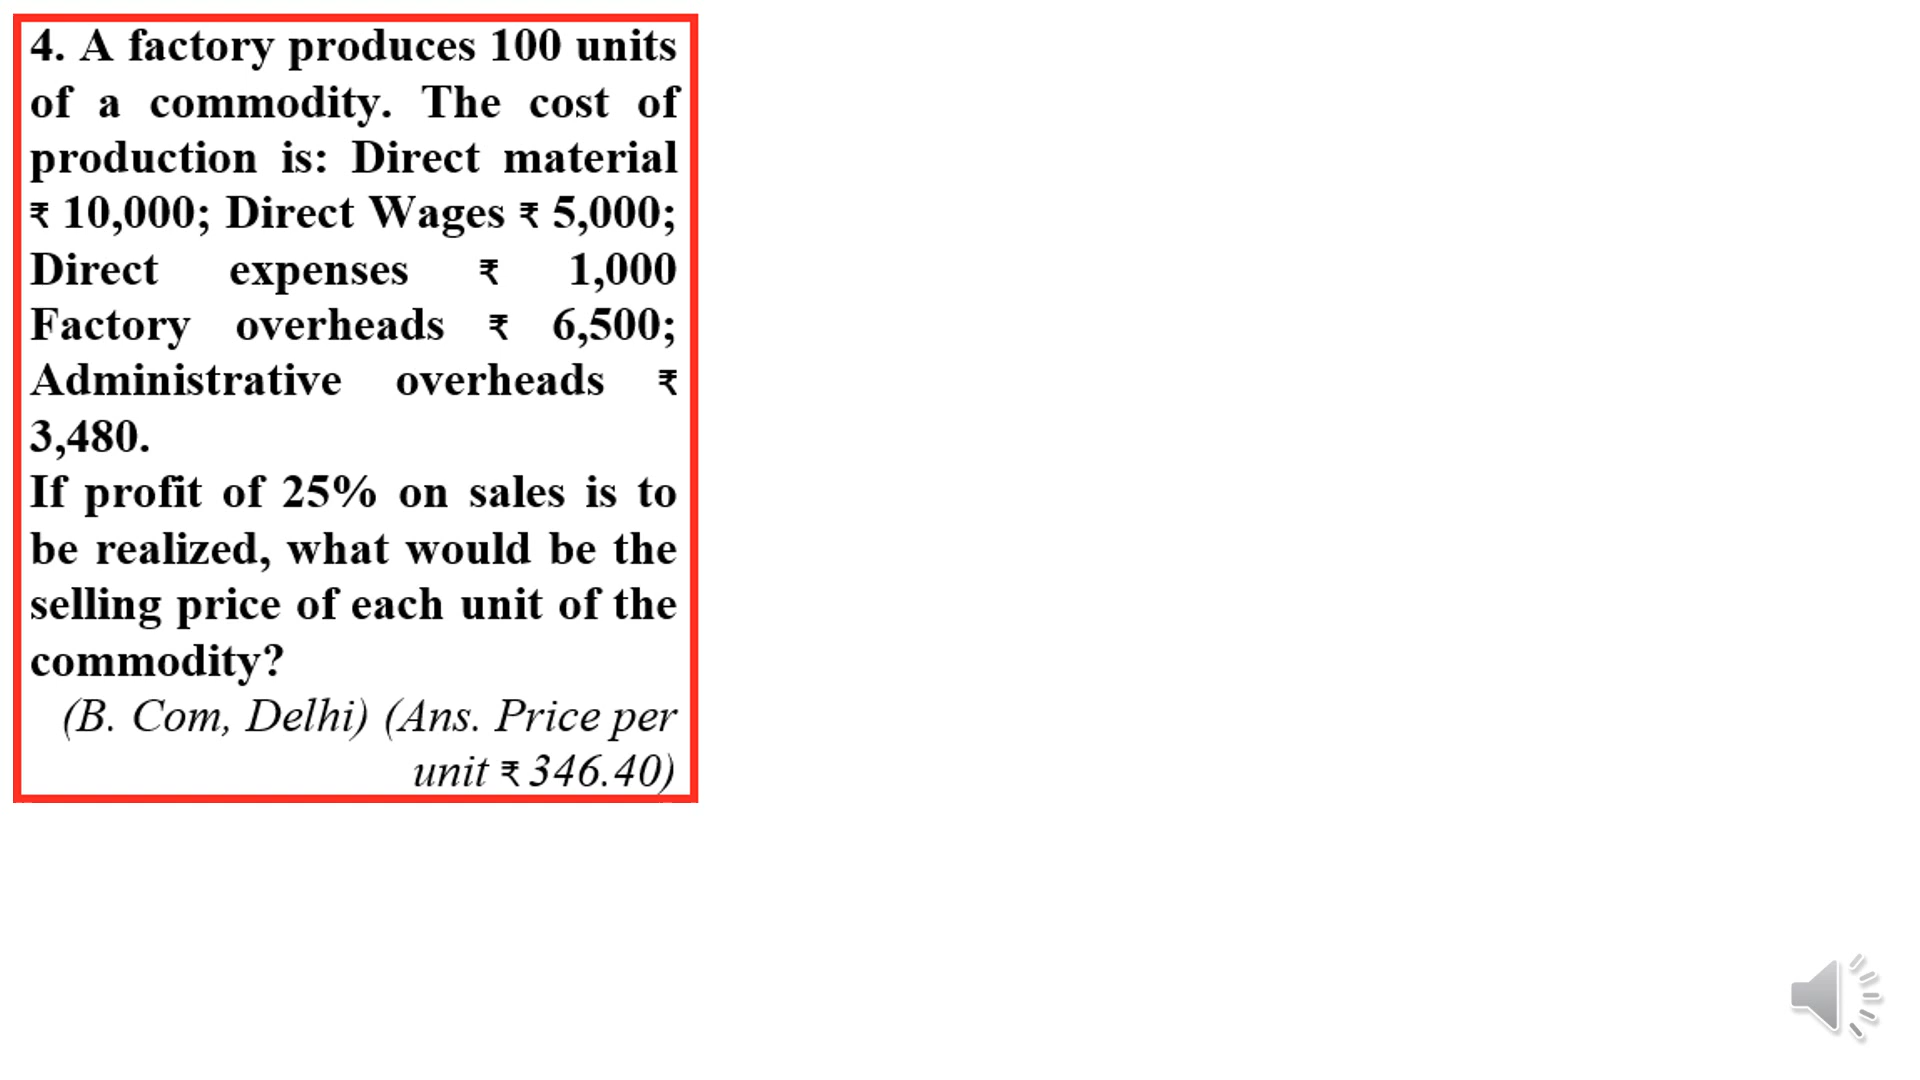 4. A factory produces 100 units
of a commodity. The cost of
production is: Direct material
₹ 10,000; Direct Wages ₹ 5,000;
Direct expenses ₹ 1,000
Factory overheads ₹ 6,500;
Administrative overheads ₹
3,480.
If profit of 25% on sales is to
be realized, what would be the
selling price of each unit of the
commodity?
(B. Com, Delhi) (Ans. Price per
unit ₹ 346.40)